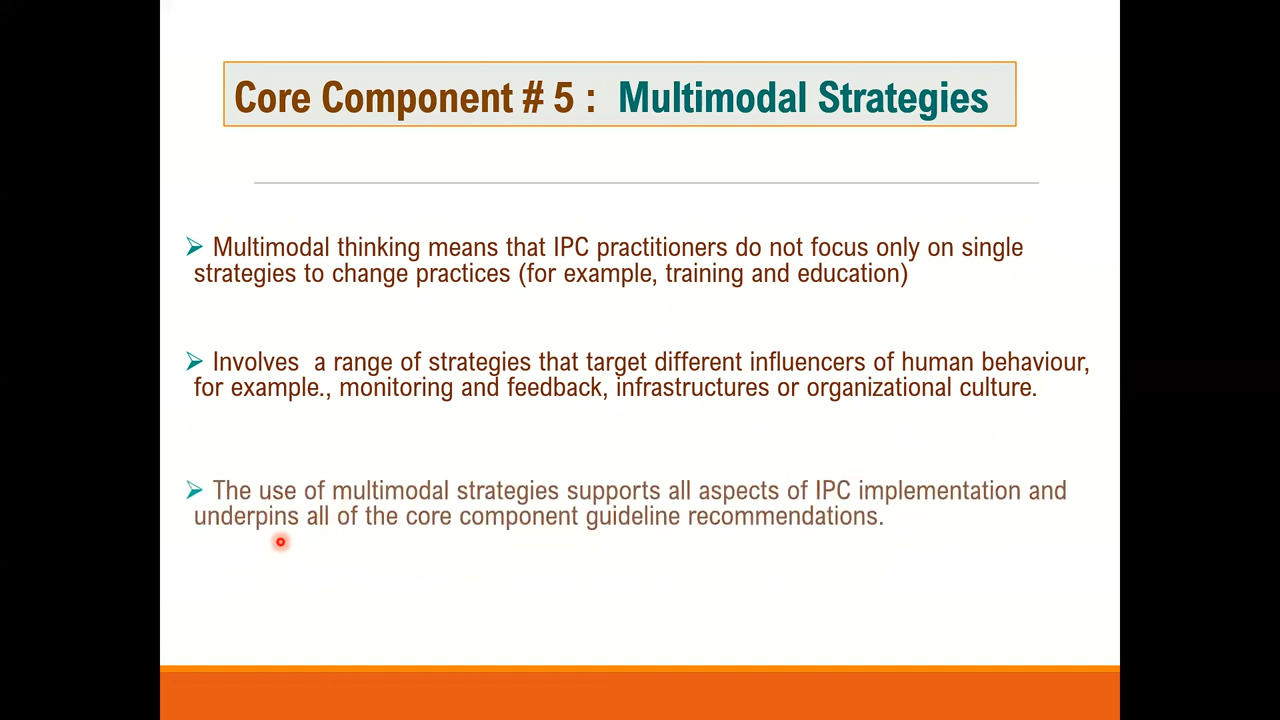 Core Component # 5 : Multimodal Strategies
Multimodal thinking means that IPC practitioners do not focus only on single
strategies to change practices (for example, training and education)
Involves a range of strategies that target different influencers of human behaviour,
for example., monitoring and feedback, infrastructures or organizational culture.
The use of multimodal strategies supports all aspects of IPC implementation and
underpins all of the core component guideline recommendations.